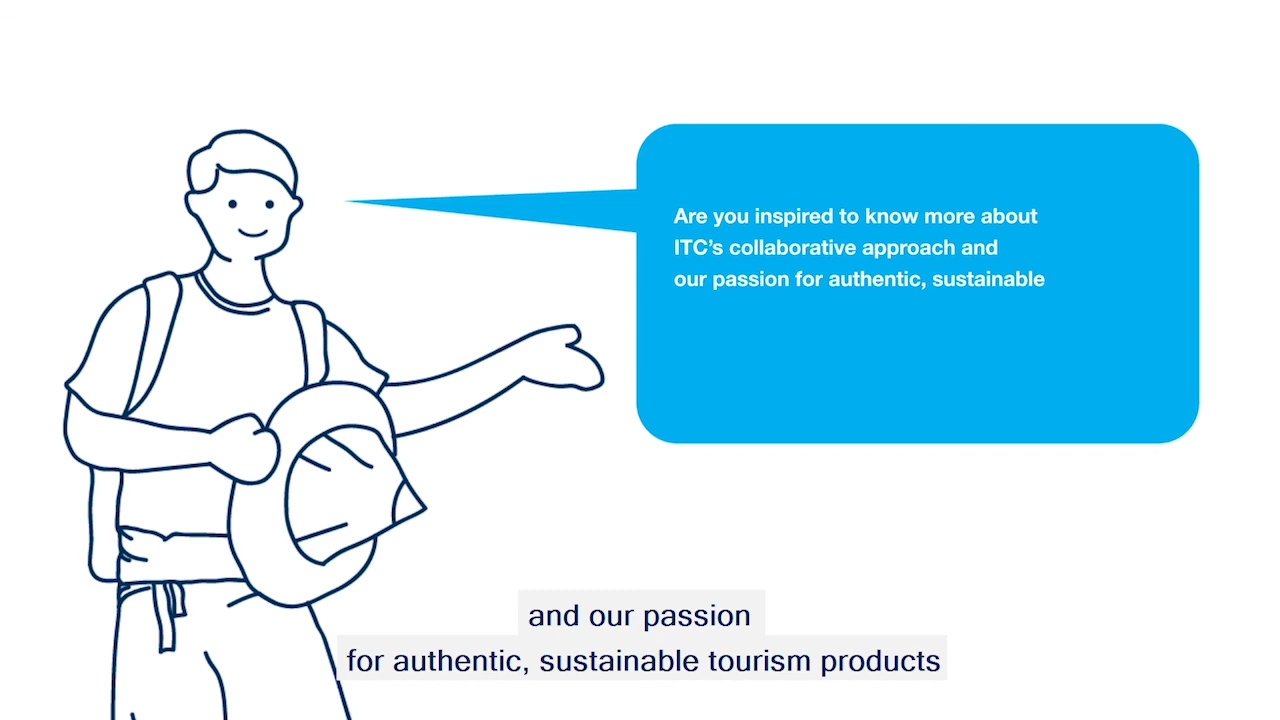 Are you inspired to know more about
ITC’s collaborative approach and
our passion for authentic, sustainable
and our passion
for authentic, sustainable tourism products